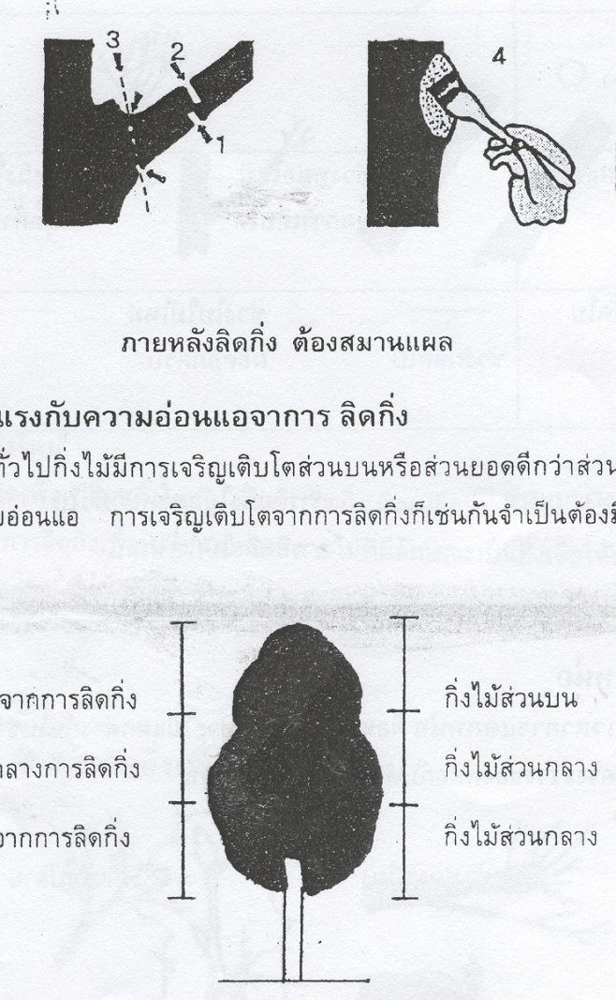 3 2 4
1
ภายหลังลิดกิ่ง ต้องสมานแผล
แรงกับความอ่อนแอจาการ ลิดกิ่ง
ทั่วไปกิ่งไม้มีการเจริญเติบโตส่วนบนหรือส่วนยอดดีกว่าส่วน
อ่อนแอ การเจริญเติบโตจากการลิดกิ่งก็เช่นกันจำเป็นต้องมี
จากการลิดกิ่ง กิ่งไม้ส่วนบน
กลางการลิดกิ่ง กิ่งไม้ส่วนกลาง
จากการลิดกิ่ง กิ่งไม้ส่วนกลาง